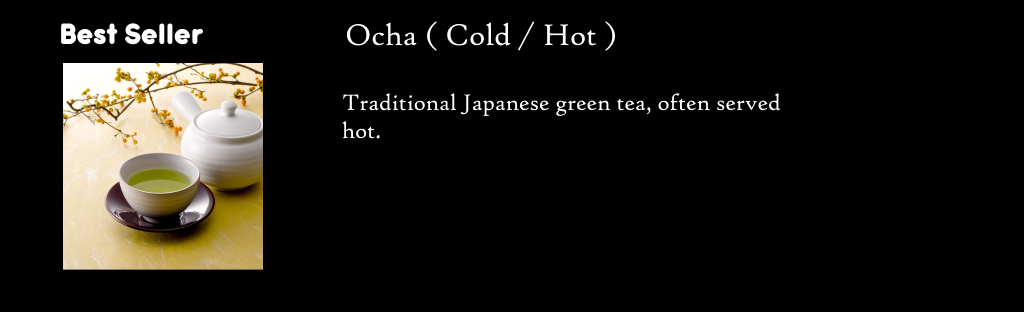 Best Seller
Ocha ( Cold / Hot )
Traditional Japanese green tea, often served
hot.